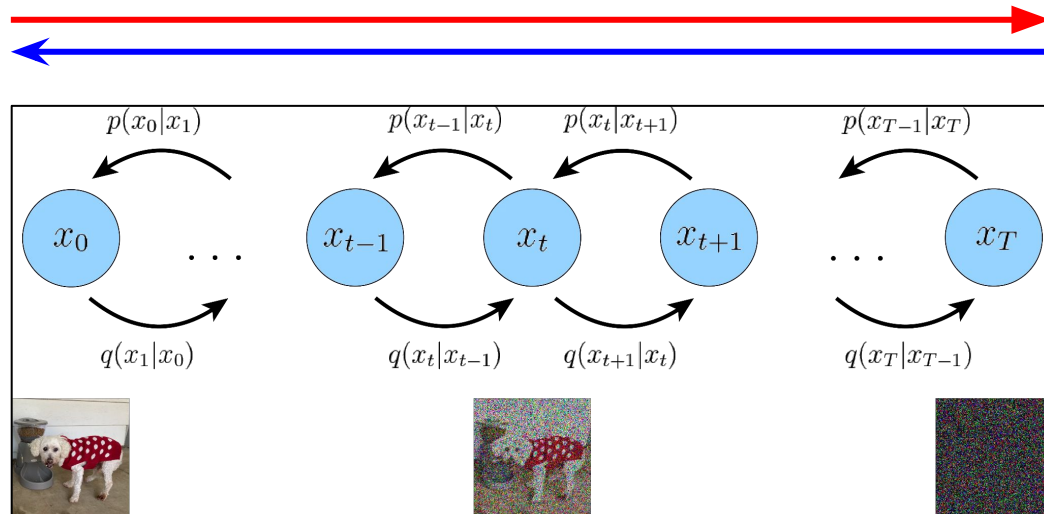 p(x_0|x_1) p(x_{t-1}|x_t) p(x_t|x_{t+1}) p(x_{T-1}|x_T)
x_0 . . . x_{t-1} x_t x_{t+1} . . . x_T
q(x_1|x_0) q(x_t|x_{t-1}) q(x_{t+1}|x_t) q(x_T|x_{T-1})